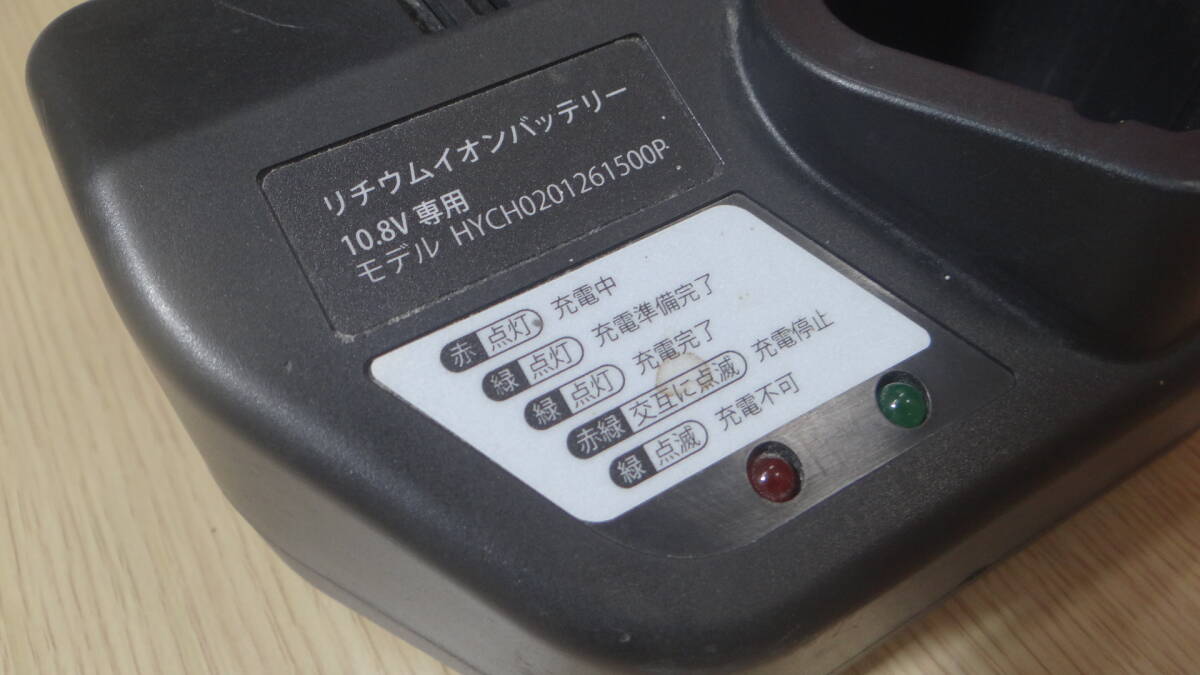 リチウムイオンバッテリー
10.8V 専用
モデル HYCH0201261500P
赤 点灯 充電中
緑 点灯 充電準備完了
緑 点灯 充電完了
赤緑 交互に点滅 充電停止
緑 点滅 充電不可